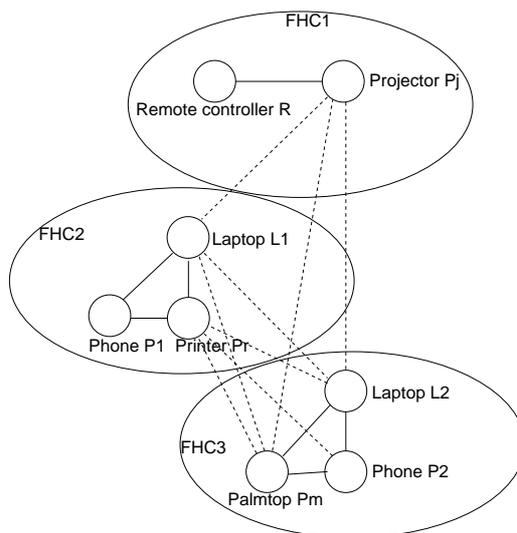 FHC1
Projector Pj
Remote controller R
FHC2
Laptop L1
Phone P1
Printer Pr
Laptop L2
FHC3
Phone P2
Palmtop Pm